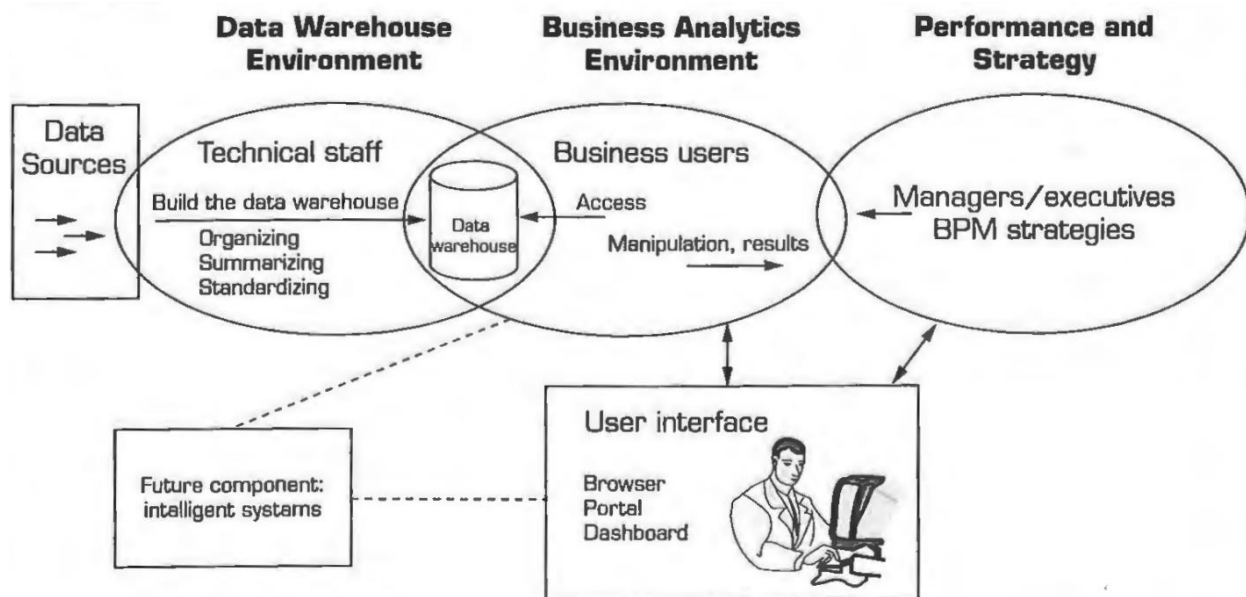 Data Warehouse
Environment
Business Analytics
Environment
Performance and
Strategy
Data
Sources
Technical staff
Build the data warehouse
Organizing
Summarizing
Standardizing
Data
warehouse
Business users
Access
Manipulation, results
Managers/executives
BPM strategies
Future component:
intelligent systems
User interface
Browser
Portal
Dashboard